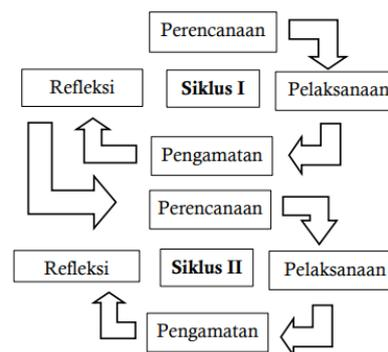 Perencanaan
Refleksi
Siklus I
Pelaksanaan
Pengamatan
Perencanaan
Refleksi
Siklus II
Pelaksanaan
Pengamatan